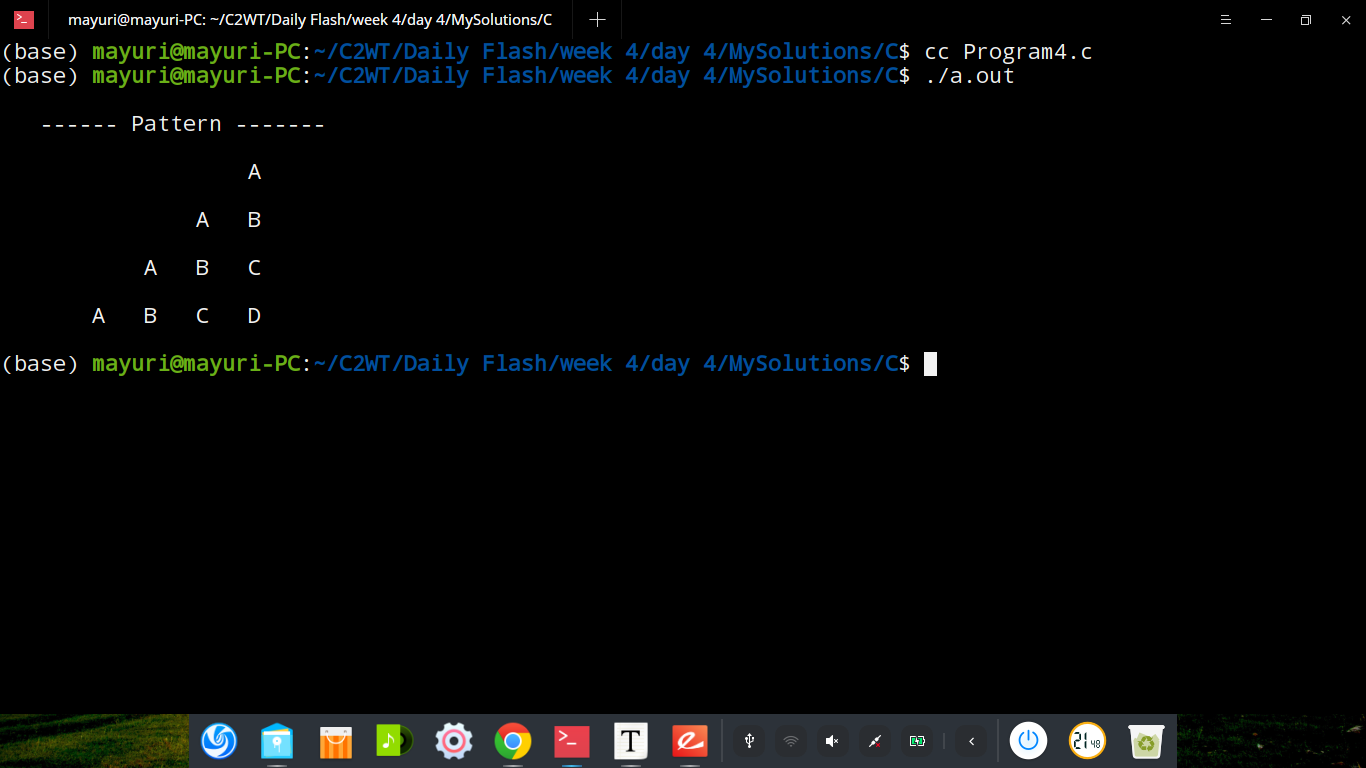 mayuri@mayuri-PC: ~/C2WT/Daily Flash/week 4/day 4/MySolutions/C
(base) mayuri@mayuri-PC:~/C2WT/Daily Flash/week 4/day 4/MySolutions/C$ cc Program4.c
(base) mayuri@mayuri-PC:~/C2WT/Daily Flash/week 4/day 4/MySolutions/C$ ./a.out
------ Pattern -------
A
A B
A B C
A B C D
(base) mayuri@mayuri-PC:~/C2WT/Daily Flash/week 4/day 4/MySolutions/C$
T
21 48